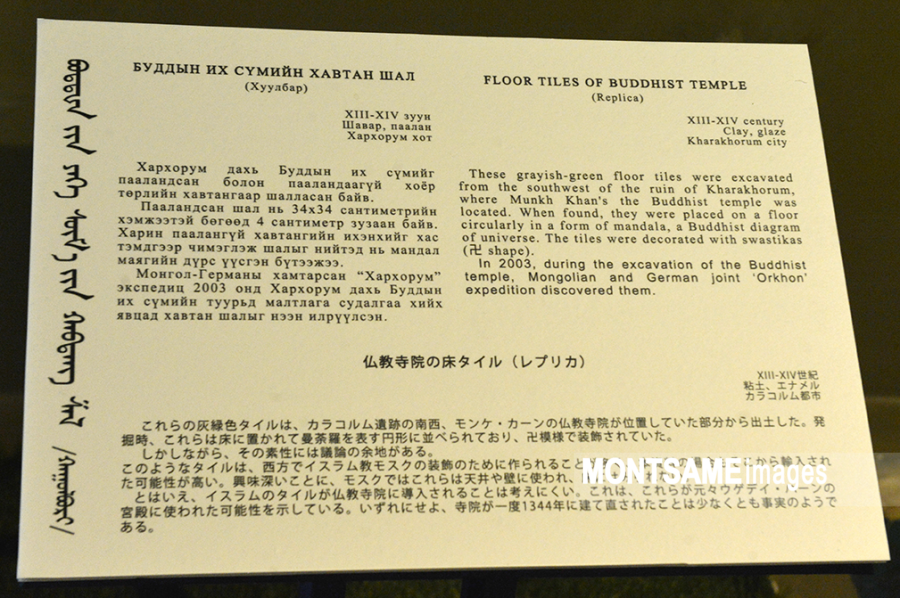 БУДДЫН ИХ СҮМИЙН ХАВТАН ШАЛ
(Хуулбар)
XIII-XIV зуун
Шавар, паалан
Хархорум хот
Хархорум дахь Буддын их сүмийг
пааландсан болон пааландаагүй хоёр
төрлийн хавтангаар шалласан байв.
Пааландсан шал нь 34х34 сантиметрийн
хэмжээтэй бөгөөд 4 сантиметр зузаан байв.
Харин паалангүй хавтангийн ихэнхийг хас
тэмдгээр чимэглэж шалыг нийтэд нь мандал
маягийн дүрс үүсгэн бүтээжээ.
Монгол-Германы хамтарсан “Хархорум”
экспедиц 2003 онд Хархорум дахь Буддын
их сүмийн туурьд малтлага судалгаа хийх
явцад хавтан шалыг нээн илрүүлсэн.
FLOOR TILES OF BUDDHIST TEMPLE
(Replica)
XIII-XIV century
Clay, glaze
Kharakhorum city
These grayish-green floor tiles were excavated
from the southwest of the ruin of Kharakhorum,
where Munkh Khan's the Buddhist temple was
located. When found, they were placed on a floor
circularly in a form of mandala, a Buddhist diagram
of universe. The tiles were decorated with swastikas
(卍 shape).
In 2003, during the excavation of the Buddhist
temple, Mongolian and German joint ‘Orkhon’
expedition discovered them.
仏教寺院の床タイル（レプリカ）
XIII-XIV世紀
粘土、エナメル
カラコルム都市
これらの灰緑色タイルは、カラコルム遺跡の南西、モンケ・カーンの仏教寺院が位置していた部分から出土した。発
掘時、これらは床に置かれて曼荼羅を表す円形に並べられており、卍模様で装飾されていた。
しかしながら、その素性には議論の余地がある。
このようなタイルは、西方でイスラム教モスクの装飾のために作られること から輸入され
た可能性が高い。興味深いことに、モスクではこれらは天井や壁に使われ、
とはいえ、イスラムのタイルが仏教寺院に導入されることは考えにくい。これは、これらが元々ウゲデイ・カーンの
宮殿に使われた可能性を示している。いずれにせよ、寺院が一度1344年に建て直されたことは少なくとも事実のようで
ある。
MONTSAMEimages